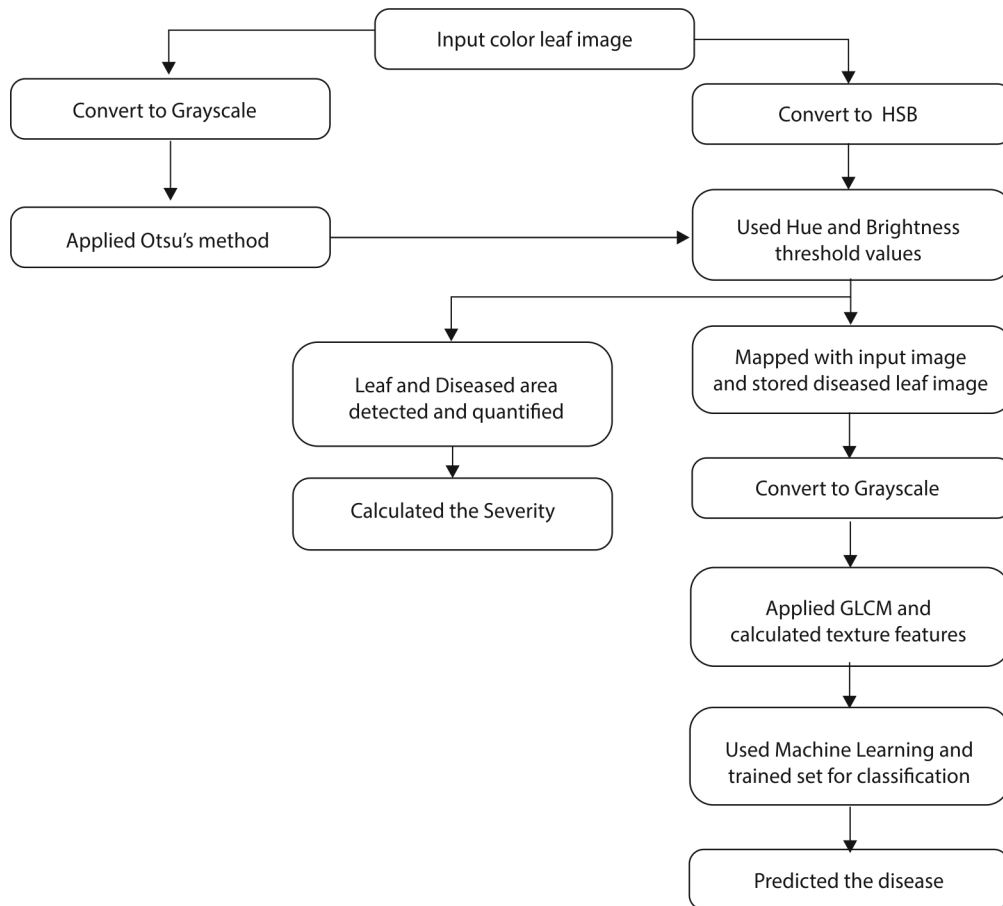 Input color leaf image
Convert to Grayscale
Convert to HSB
Applied Otsu’s method
Used Hue and Brightness
threshold values
Leaf and Diseased area
detected and quantified
Mapped with input image
and stored diseased leaf image
Calculated the Severity
Convert to Grayscale
Applied GLCM and
calculated texture features
Used Machine Learning and
trained set for classification
Predicted the disease